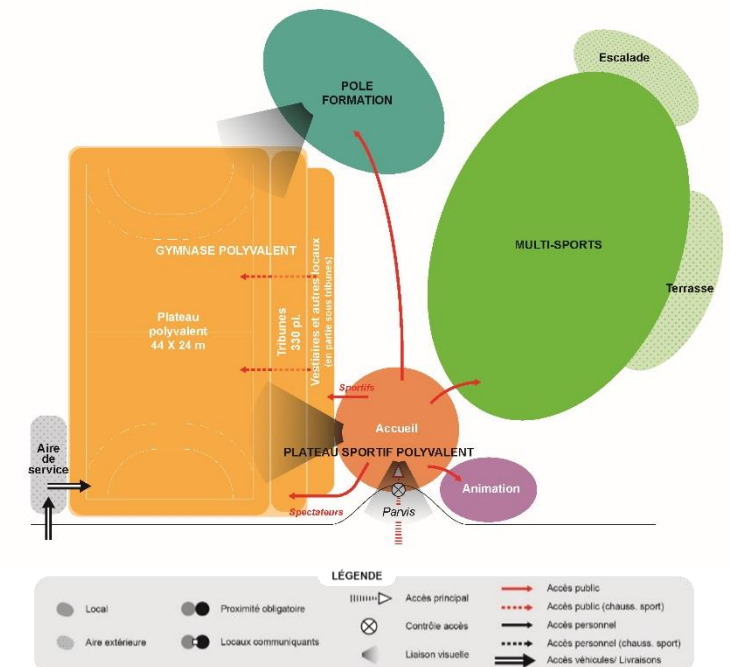 Escalade
POLE
FORMATION
MULTI-SPORTS
GYMNASE POLYVALENT
Terrasse
Plateau
polyvalent
44 X 24 m
Tribunes
330 pl.
Vestiaires et autres locaux
(en partie sous tribunes)
Sportifs
Accueil
PLATEAU SPORTIF POLYVALENT
Aire
de
service
Animation
Spectateurs
Parvis
LÉGENDE
Local
Aire extérieure
Proximité obligatoire
Locaux communiquants
Accès principal
Contrôle accès
Liaison visuelle
Accès public
Accès public (chauss. sport)
Accès personnel
Accès personnel (chauss. sport)
Accès véhicules/ Livraisons